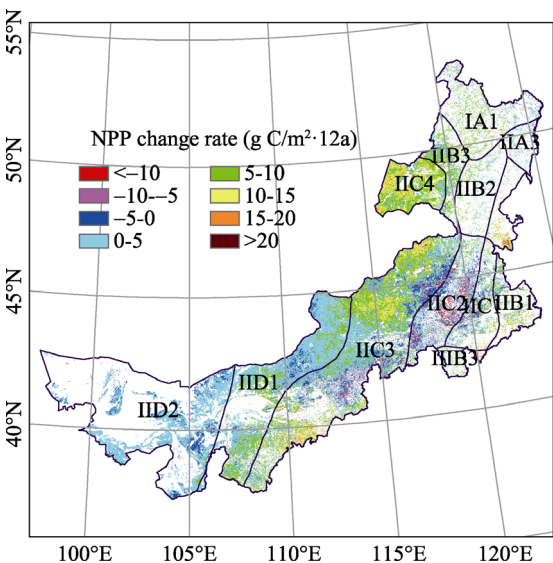 55°N
50°N
45°N
40°N
NPP change rate (g C/m²·12a)
<–10 5-10
–10-–5 10-15
–5-0 15-20
0-5 >20
IA1
IIA3
IIB3
IIC4
IIB2
IIC2
IIC1
IIB1
IIC3
IIIB3
IID1
IID2
100°E 105°E 110°E 115°E 120°E